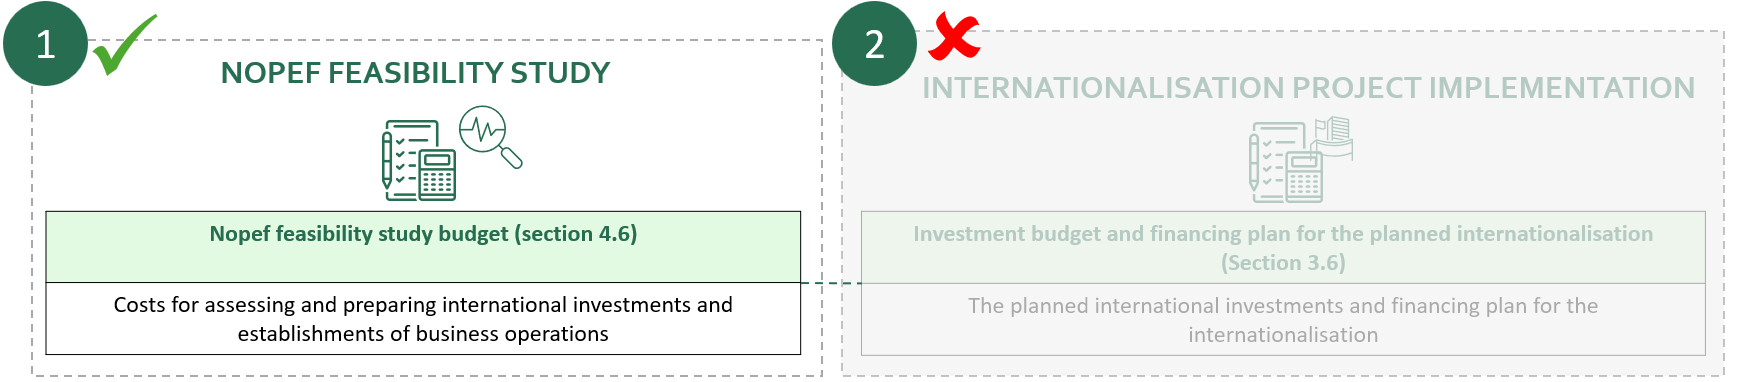 1
NOPEF FEASIBILITY STUDY
Nopef feasibility study budget (section 4.6)
Costs for assessing and preparing international investments and
establishments of business operations
2
INTERNATIONALISATION PROJECT IMPLEMENTATION
Investment budget and financing plan for the planned internationalisation
(Section 3.6)
The planned international investments and financing plan for the
internationalisation